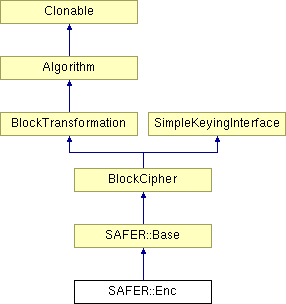 Clonable
Algorithm
BlockTransformation
SimpleKeyingInterface
BlockCipher
SAFER::Base
SAFER::Enc